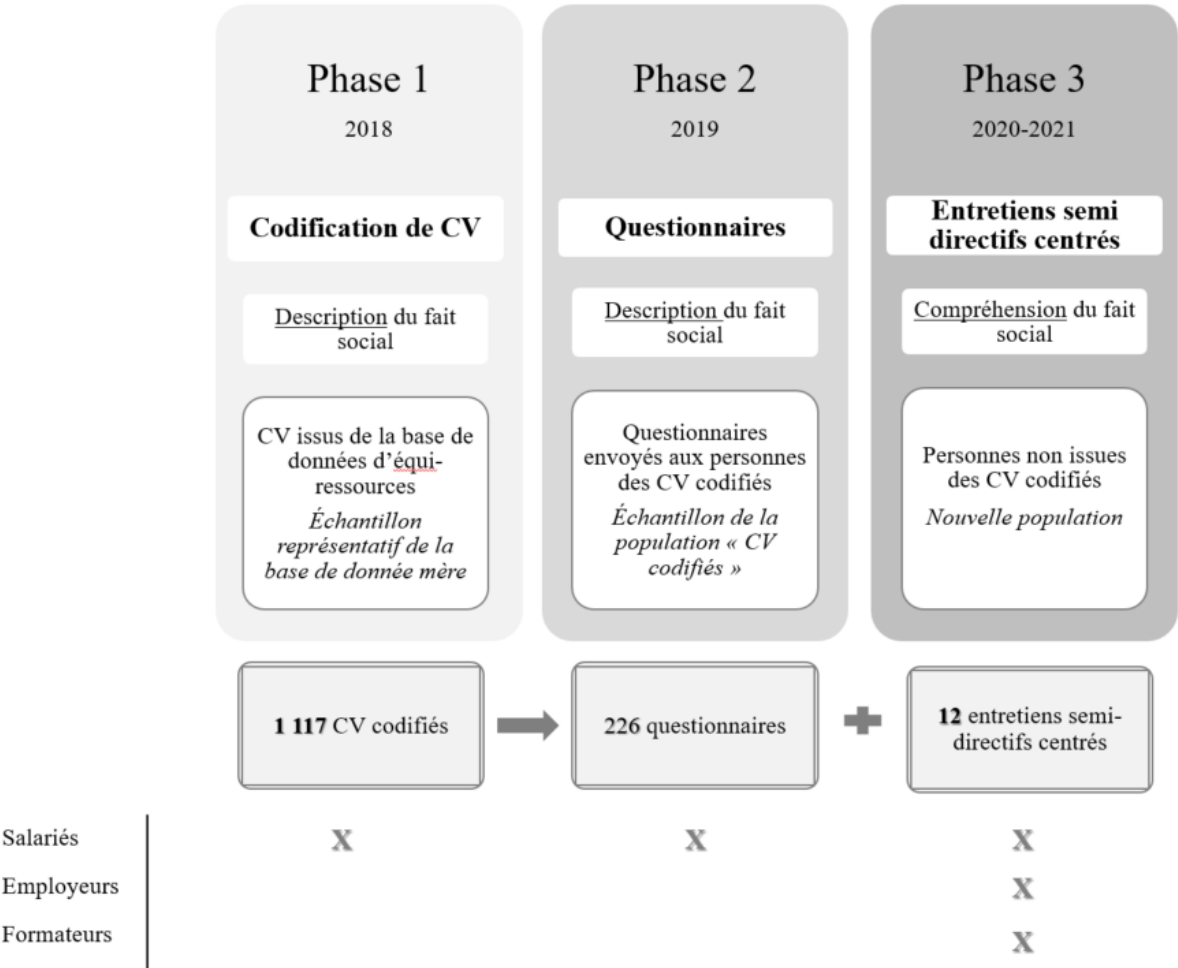 Phase 1
2018
Codification de CV
Description du fait
social
CV issus de la base de
données d’équi-
ressources
Échantillon
représentatif de la
base de donnée mère
1 117 CV codifiés
Phase 2
2019
Questionnaires
Description du fait
social
Questionnaires
envoyés aux personnes
des CV codifiés
Échantillon de la
population « CV
codifiés »
226 questionnaires
Phase 3
2020-2021
Entretiens semi
directifs centrés
Compréhension du fait
social
Personnes non issues
des CV codifiés
Nouvelle population
12 entretiens semi-
directifs centrés
Salariés X X X
Employeurs X
Formateurs X